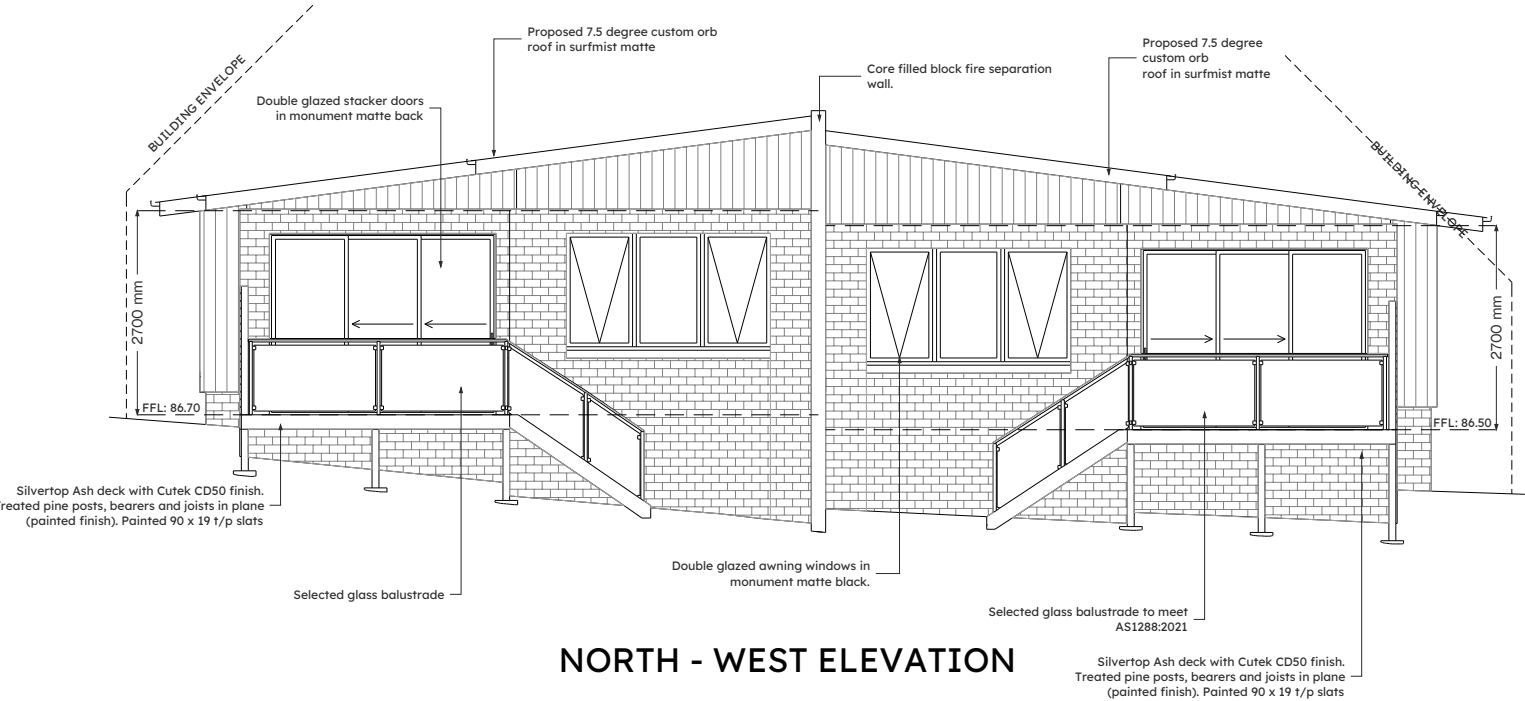 Proposed 7.5 degree custom orb
roof in surfmist matte
Proposed 7.5 degree
custom orb
roof in surfmist matte
BUILDING ENVELOPE
Core filled block fire separation
wall.
Double glazed stacker doors
in monument matte back
BUILDING ENVELOPE
2700 mm
2700 mm
FFL: 86.70
FFL: 86.50
Silvertop Ash deck with Cutek CD50 finish.
reated pine posts, bearers and joists in plane
(painted finish). Painted 90 x 19 t/p slats
Double glazed awning windows in
monument matte black.
Selected glass balustrade
Selected glass balustrade to meet
AS1288:2021
NORTH - WEST ELEVATION
Silvertop Ash deck with Cutek CD50 finish.
Treated pine posts, bearers and joists in plane
(painted finish). Painted 90 x 19 t/p slats